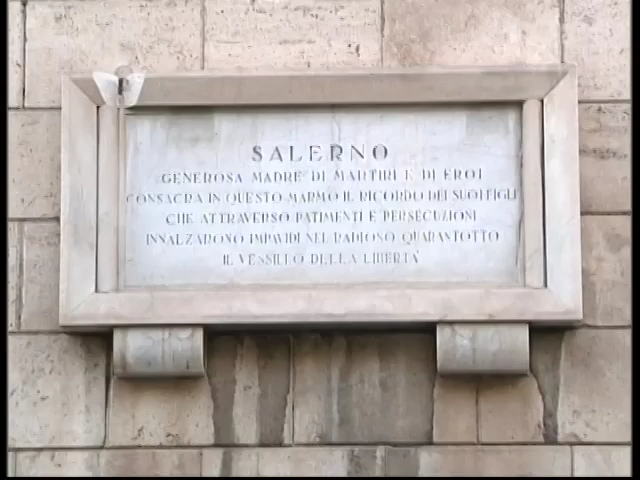 SALERNO
GENEROSA MADRE DI MARTIRI E DI EROI
CONSACRA IN QUESTO MARMO IL RICORDO DEI SUOI FIGLI
CHE ATTRAVERSO PATIMENTI E PERSECUZIONI
INNALZARONO IMPAVIDI NEL RADIOSO QUARANTOTTO
IL VESSILLO DELLA LIBERTA'